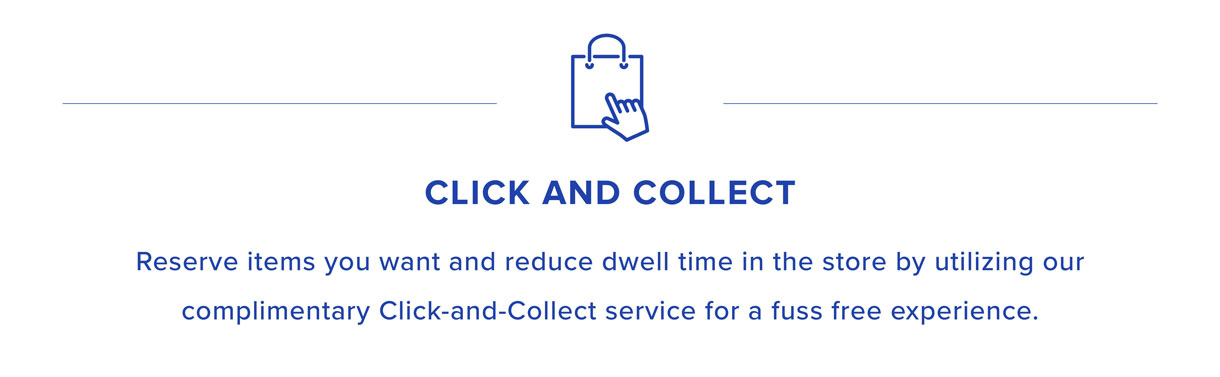 CLICK AND COLLECT
Reserve items you want and reduce dwell time in the store by utilizing our
complimentary Click-and-Collect service for a fuss free experience.